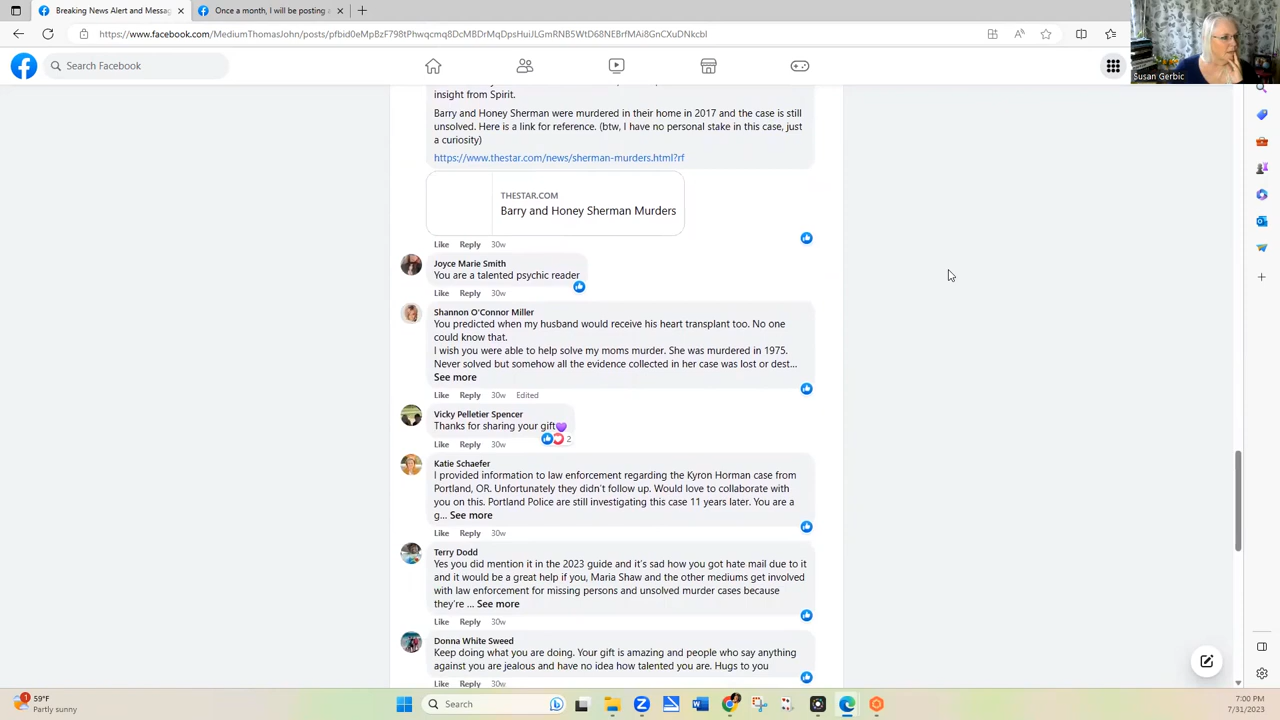 Breaking News Alert and Messag
Once a month, I will be posting
https://www.facebook.com/MediumThomasJohn/posts/pfbid0eMpBzF798tPhwqcmq8DcMBDrMqDpsHuiJLGmRNB5WtD68NEBrfMAi8GnCXuDNkcbl
Susan Gerbic
Search Facebook
insight from Spirit.
Barry and Honey Sherman were murdered in their home in 2017 and the case is still
unsolved. Here is a link for reference. (btw, I have no personal stake in this case, just
a curiosity)
https://www.thestar.com/news/sherman-murders.html?rf
THESTAR.COM
Barry and Honey Sherman Murders
Like Reply 30w
Joyce Marie Smith
You are a talented psychic reader
Like Reply 30w
Shannon O'Connor Miller
You predicted when my husband would receive his heart transplant too. No one
could know that.
I wish you were able to help solve my moms murder. She was murdered in 1975.
Never solved but somehow all the evidence collected in her case was lost or dest...
See more
Like Reply 30w Edited
Vicky Pelletier Spencer
Thanks for sharing your gift💜
2
Like Reply 30w
Katie Schaefer
I provided information to law enforcement regarding the Kyron Horman case from
Portland, OR. Unfortunately they didn't follow up. Would love to collaborate with
you on this. Portland Police are still investigating this case 11 years later. You are a
g... See more
Like Reply 30w
Terry Dodd
Yes you did mention it in the 2023 guide and it's sad how you got hate mail due to it
and it would be a great help if you, Maria Shaw and the other mediums get involved
with law enforcement for missing persons and unsolved murder cases because
they're ... See more
Like Reply 30w
Donna White Sweed
Keep doing what you are doing. Your gift is amazing and people who say anything
against you are jealous and have no idea how talented you are. Hugs to you
Like Reply 30w
1
59°F
Partly sunny
Search
7:00 PM
7/31/2023